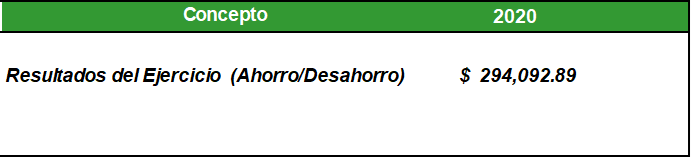 Concepto 2020
Resultados del Ejercicio (Ahorro/Desahorro) $ 294,092.89